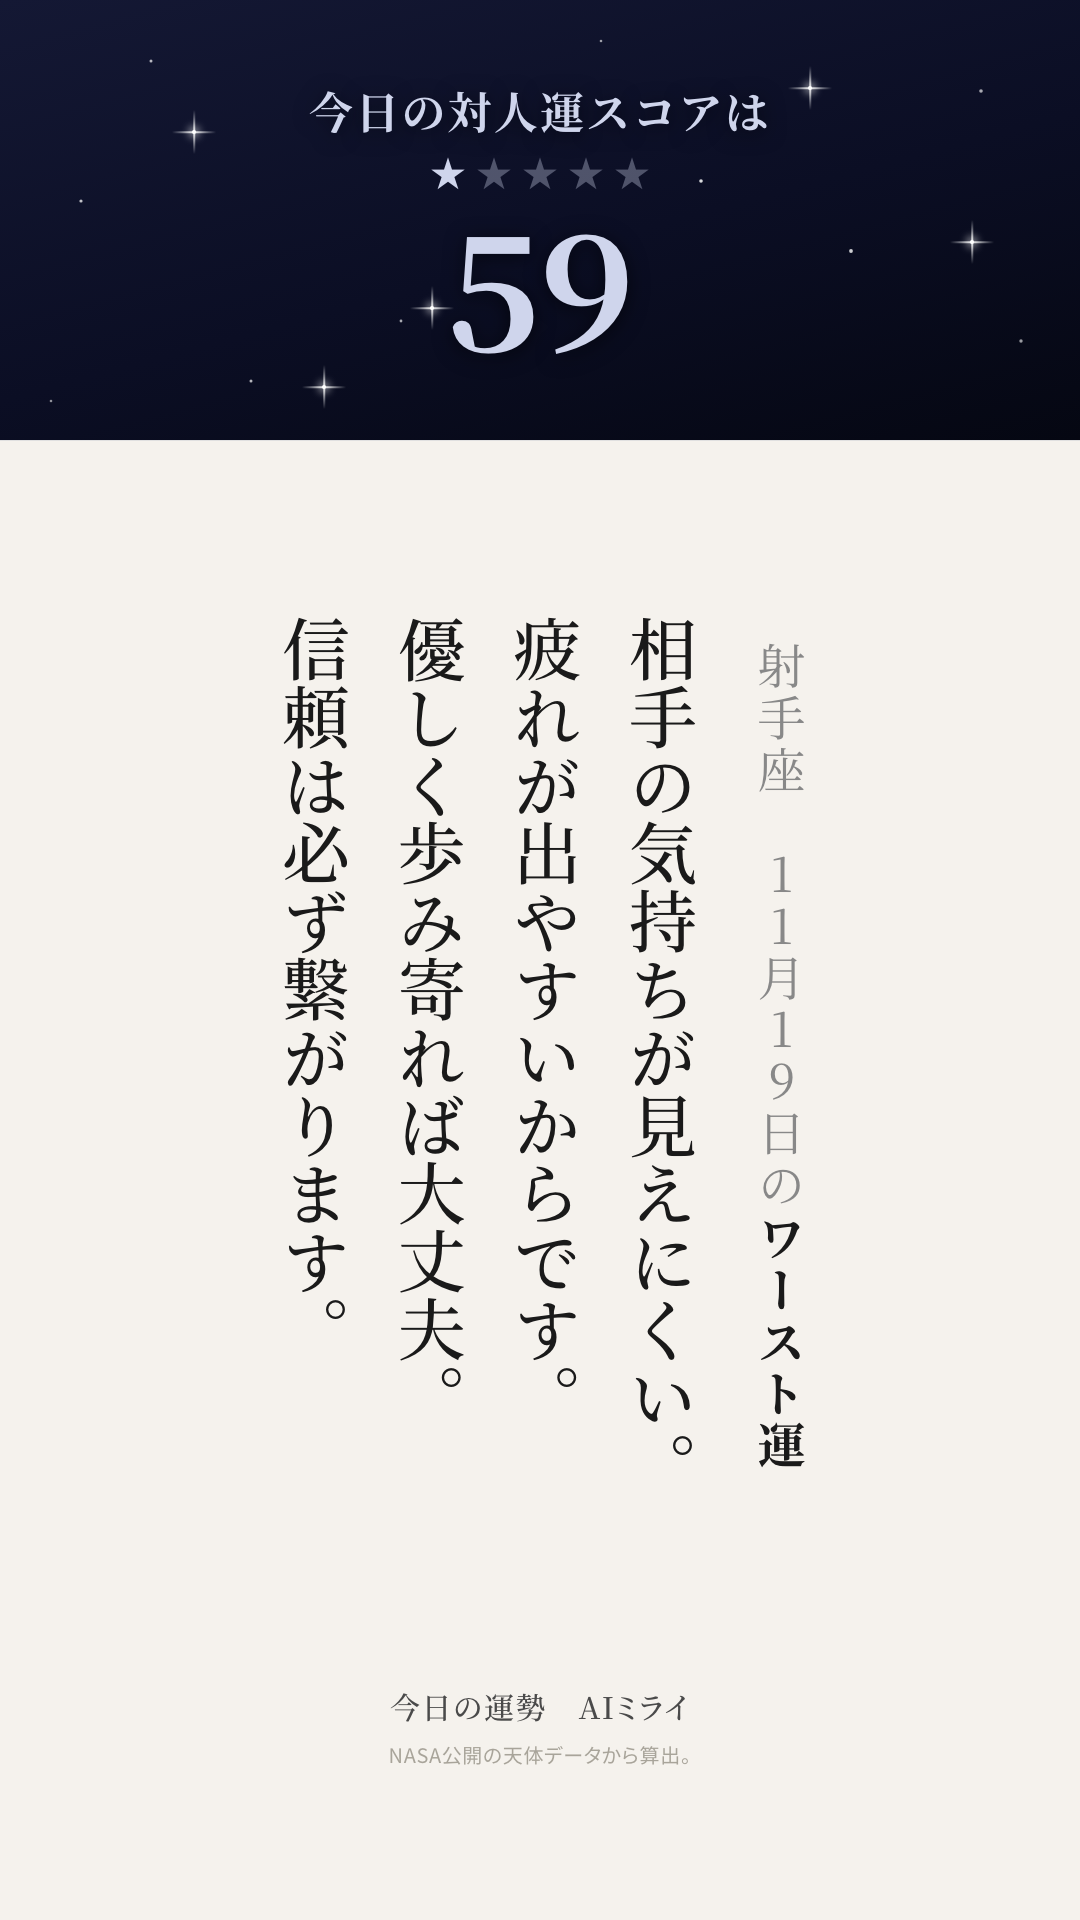 今日の対人運スコアは
★★★★★
59
射手座　11月19日のワースト運
相手の気持ちが見えにくい。
疲れが出やすいからです。
優しく歩み寄れば大丈夫。
信頼は必ず繋がります。
今日の運勢　AIミライ
NASA公開の天体データから算出。